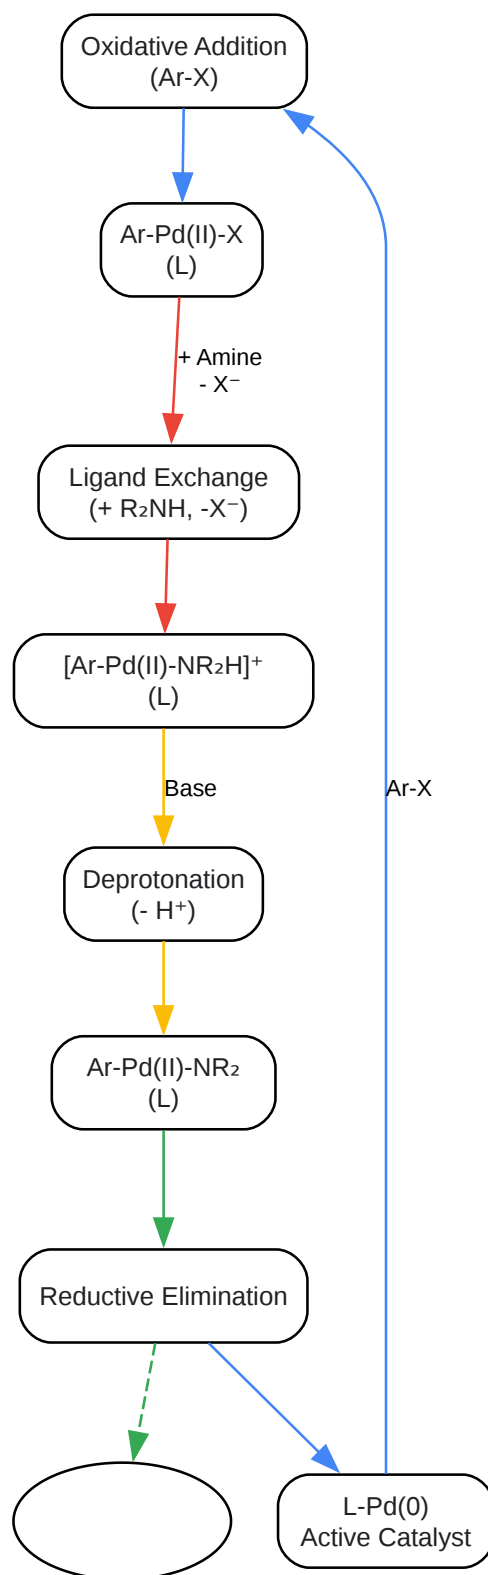 Oxidative Addition
(Ar-X)
Ar-Pd(II)-X
(L)
+ Amine
- X⁻
Ligand Exchange
(+ R₂NH, -X⁻)
[Ar-Pd(II)-NR₂H]⁺
(L)
Base
Ar-X
Deprotonation
(- H⁺)
Ar-Pd(II)-NR₂
(L)
Reductive Elimination
L-Pd(0)
Active Catalyst